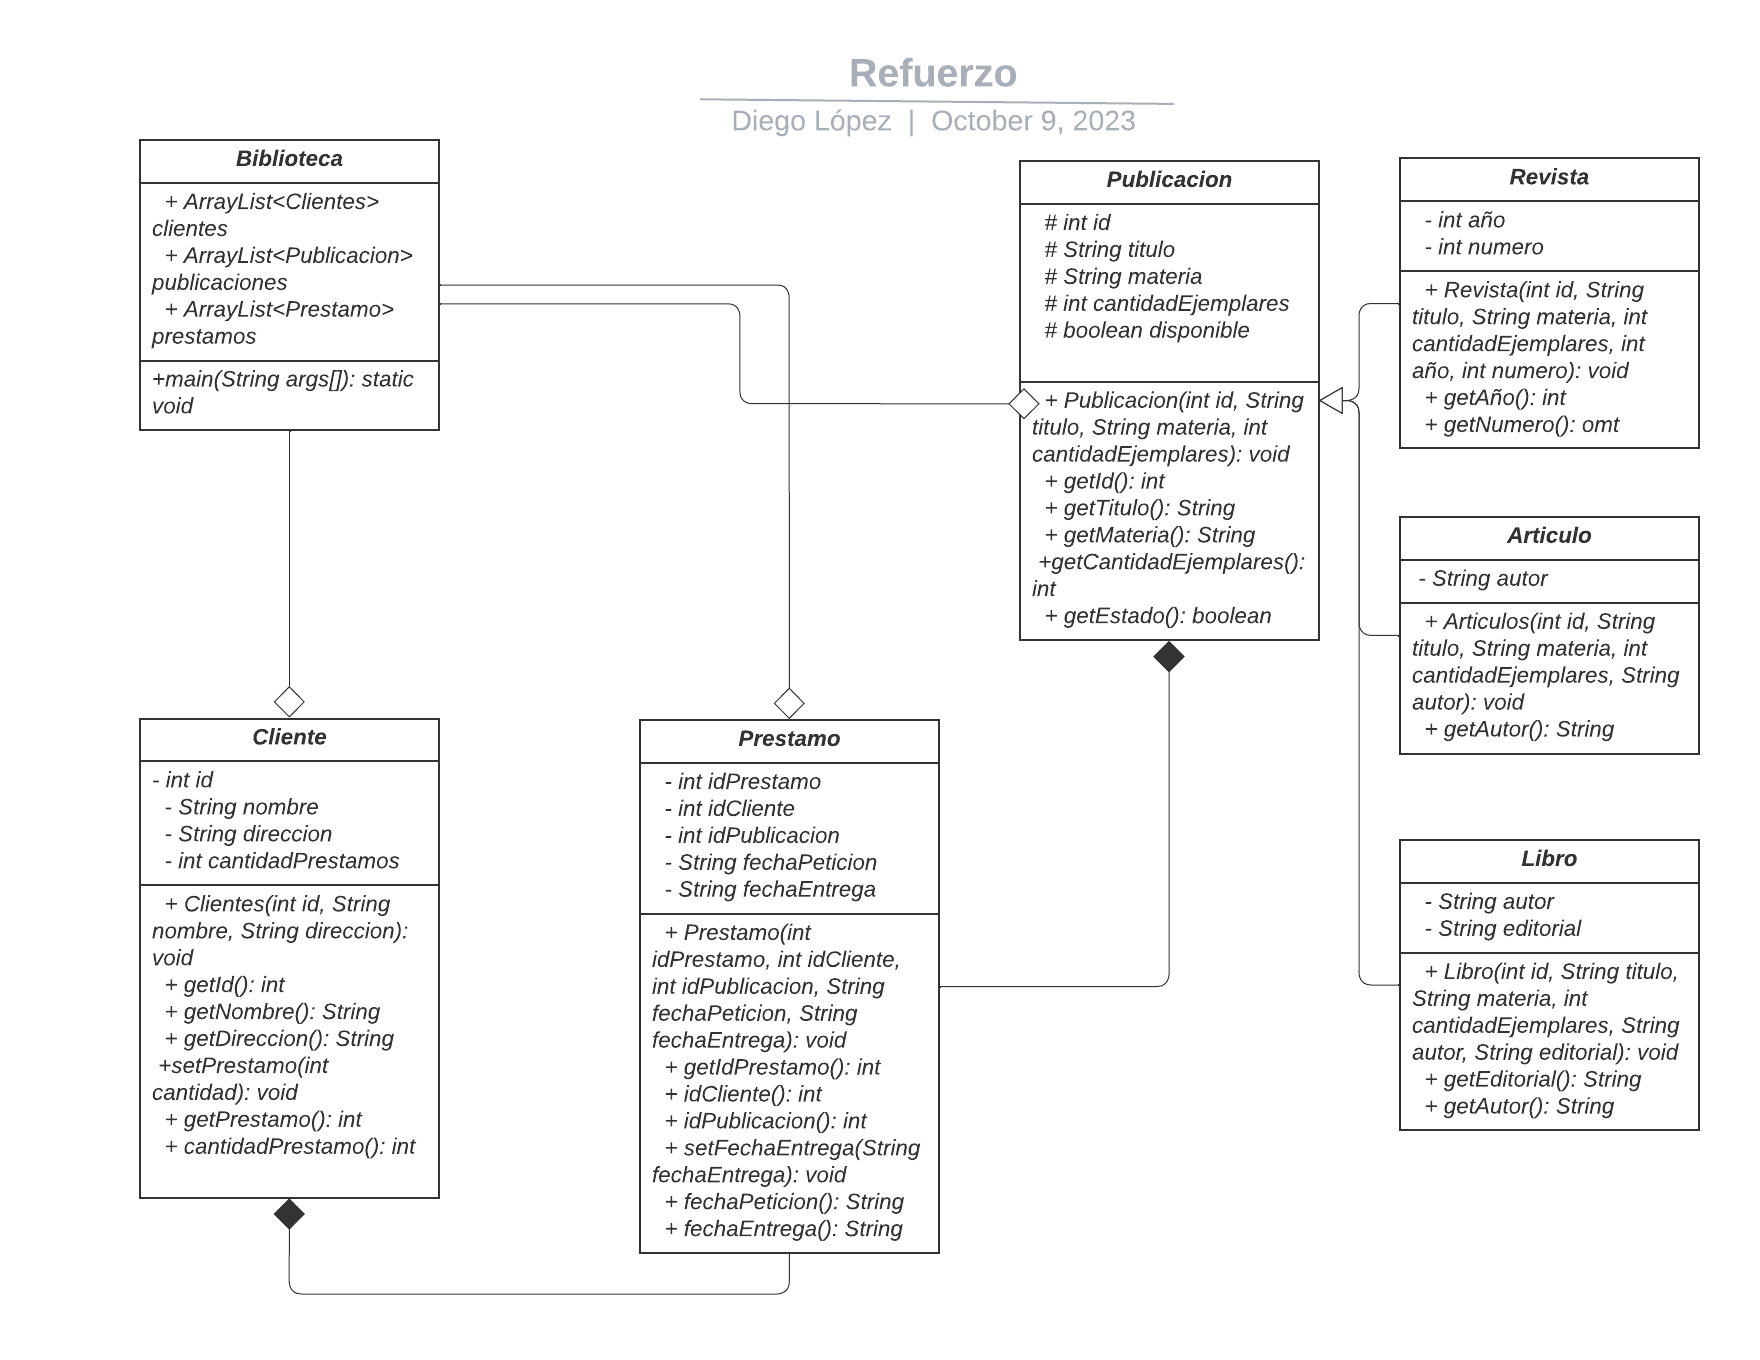 Refuerzo
Diego López | October 9, 2023
Biblioteca
+ ArrayList<Clientes>
clientes
+ ArrayList<Publicacion>
publicaciones
+ ArrayList<Prestamo>
prestamos
+main(String args[]): static
void
Publicacion
# int id
# String titulo
# String materia
# int cantidadEjemplares
# boolean disponible
+ Publicacion(int id, String
titulo, String materia, int
cantidadEjemplares): void
+ getId(): int
+ getTitulo(): String
+ getMateria(): String
+getCantidadEjemplares():
int
+ getEstado(): boolean
Revista
- int año
- int numero
+ Revista(int id, String
titulo, String materia, int
cantidadEjemplares, int
año, int numero): void
+ getAño(): int
+ getNumero(): omt
Articulo
- String autor
+ Articulos(int id, String
titulo, String materia, int
cantidadEjemplares, String
autor): void
+ getAutor(): String
Cliente
- int id
- String nombre
- String direccion
- int cantidadPrestamos
+ Clientes(int id, String
nombre, String direccion):
void
+ getId(): int
+ getNombre(): String
+ getDireccion(): String
+setPrestamo(int
cantidad): void
+ getPrestamo(): int
+ cantidadPrestamo(): int
Prestamo
- int idPrestamo
- int idCliente
- int idPublicacion
- String fechaPeticion
- String fechaEntrega
+ Prestamo(int
idPrestamo, int idCliente,
int idPublicacion, String
fechaPeticion, String
fechaEntrega): void
+ getIdPrestamo(): int
+ idCliente(): int
+ idPublicacion(): int
+ setFechaEntrega(String
fechaEntrega): void
+ fechaPeticion(): String
+ fechaEntrega(): String
Libro
- String autor
- String editorial
+ Libro(int id, String titulo,
String materia, int
cantidadEjemplares, String
autor, String editorial): void
+ getEditorial(): String
+ getAutor(): String